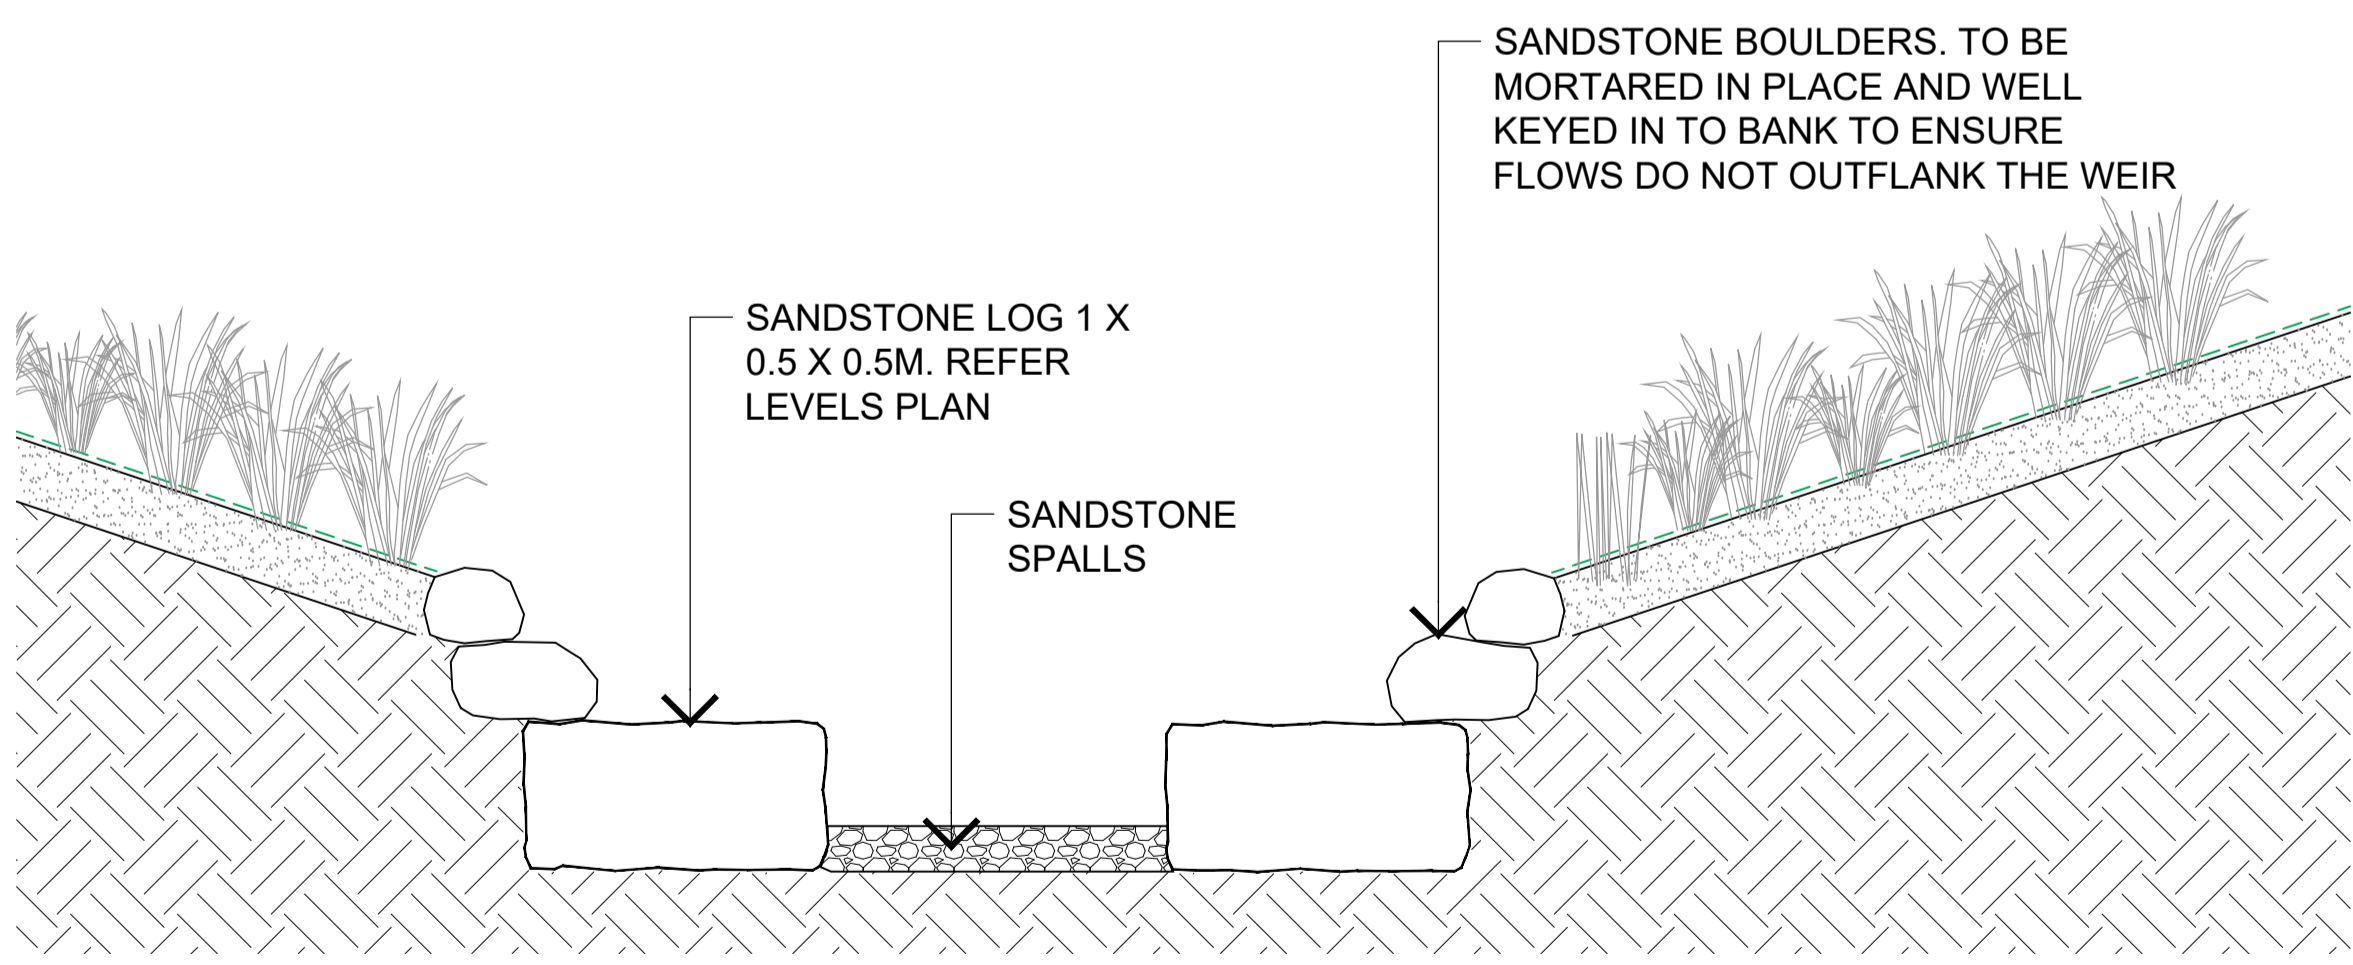 SANDSTONE BOULDERS. TO BE
MORTARED IN PLACE AND WELL
KEYED IN TO BANK TO ENSURE
FLOWS DO NOT OUTFLANK THE WEIR
SANDSTONE LOG 1 X
0.5 X 0.5M. REFER
LEVELS PLAN
SANDSTONE
SPALLS